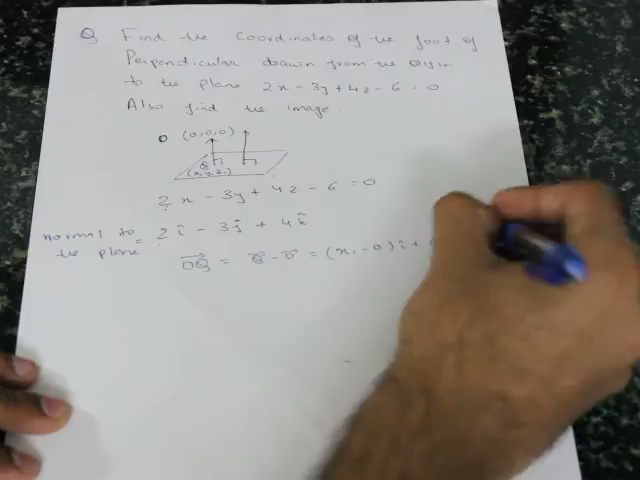 Q Find the coordinates of the foot of
Perpendicular drawn from the origin
to the plane 2x - 3y + 4z - 6 = 0
Also find the image.
O (0,0,0)
Q
(x, y, z,)
2x - 3y + 4z - 6 = 0
normal to
the plane = 2î - 3ĵ + 4k̂
OQ⃗ = Q⃗ - O⃗ = (x, - 0) î +